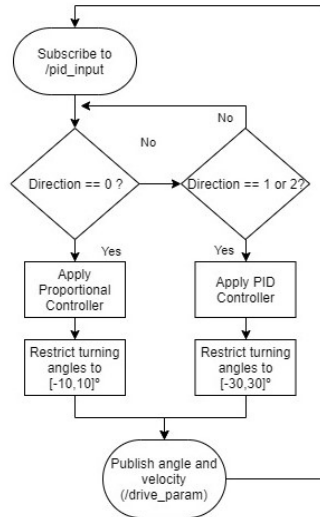 Subscribe to
/pid_input
No
No
Direction == 0 ?
Direction == 1 or 2?
Yes
Yes
Apply
Proportional
Controller
Apply PID
Controller
Restrict turning
angles to
[-10,10]º
Restrict turning
angles to
[-30,30]º
Publish angle and
velocity
(/drive_param)